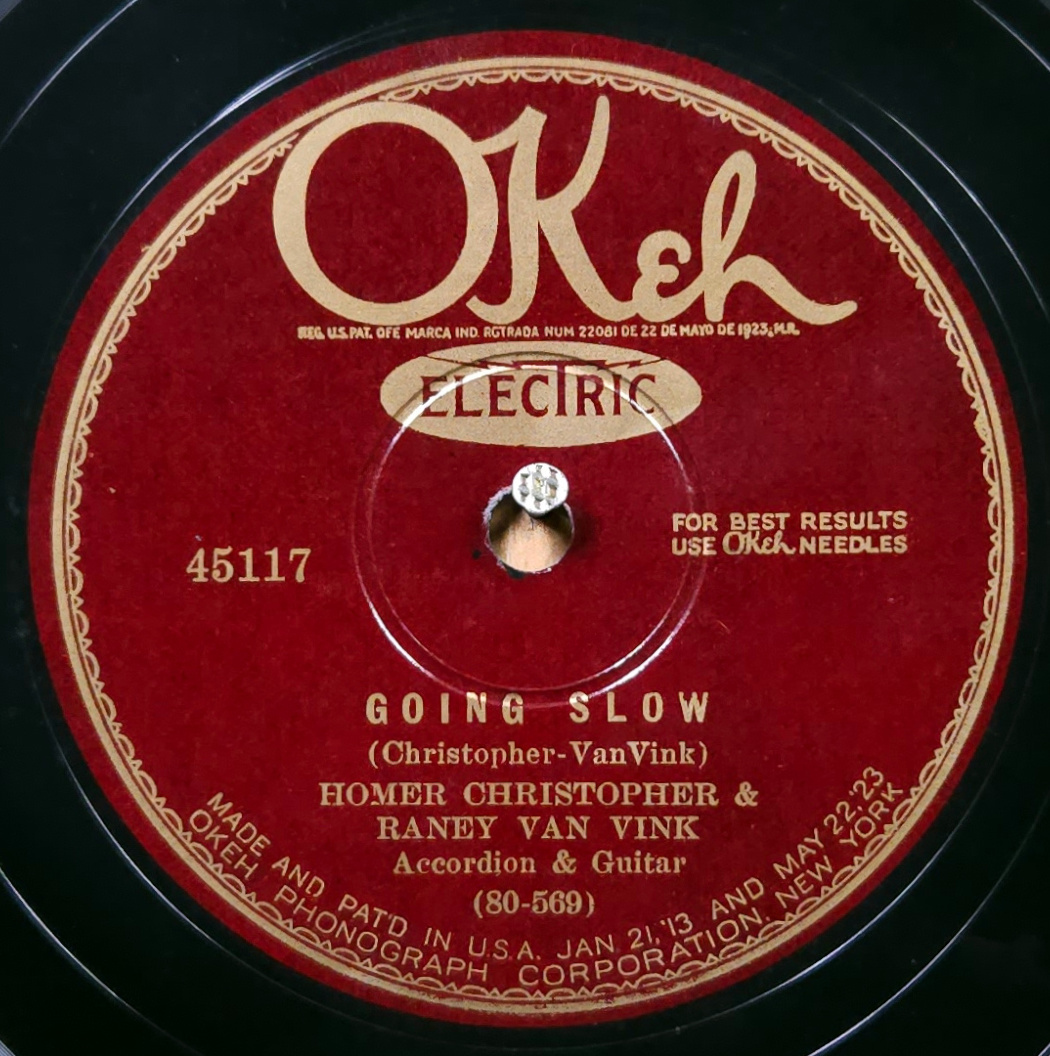 OKeh
REG. U.S. PAT. OFF. MARCA IND. RGTRADA NUM 22081 DE 22 DE MAYO DE 1923, M.R.
ELECTRIC
FOR BEST RESULTS
USE OKeh NEEDLES
45117
GOING SLOW
(Christopher-VanVink)
HOMER CHRISTOPHER &
RANEY VAN VINK
Accordion & Guitar
(80-569)
MADE AND PAT'D IN U.S.A. JAN 21,'13 AND MAY 22,'23
OKEH PHONOGRAPH CORPORATION, NEW YORK